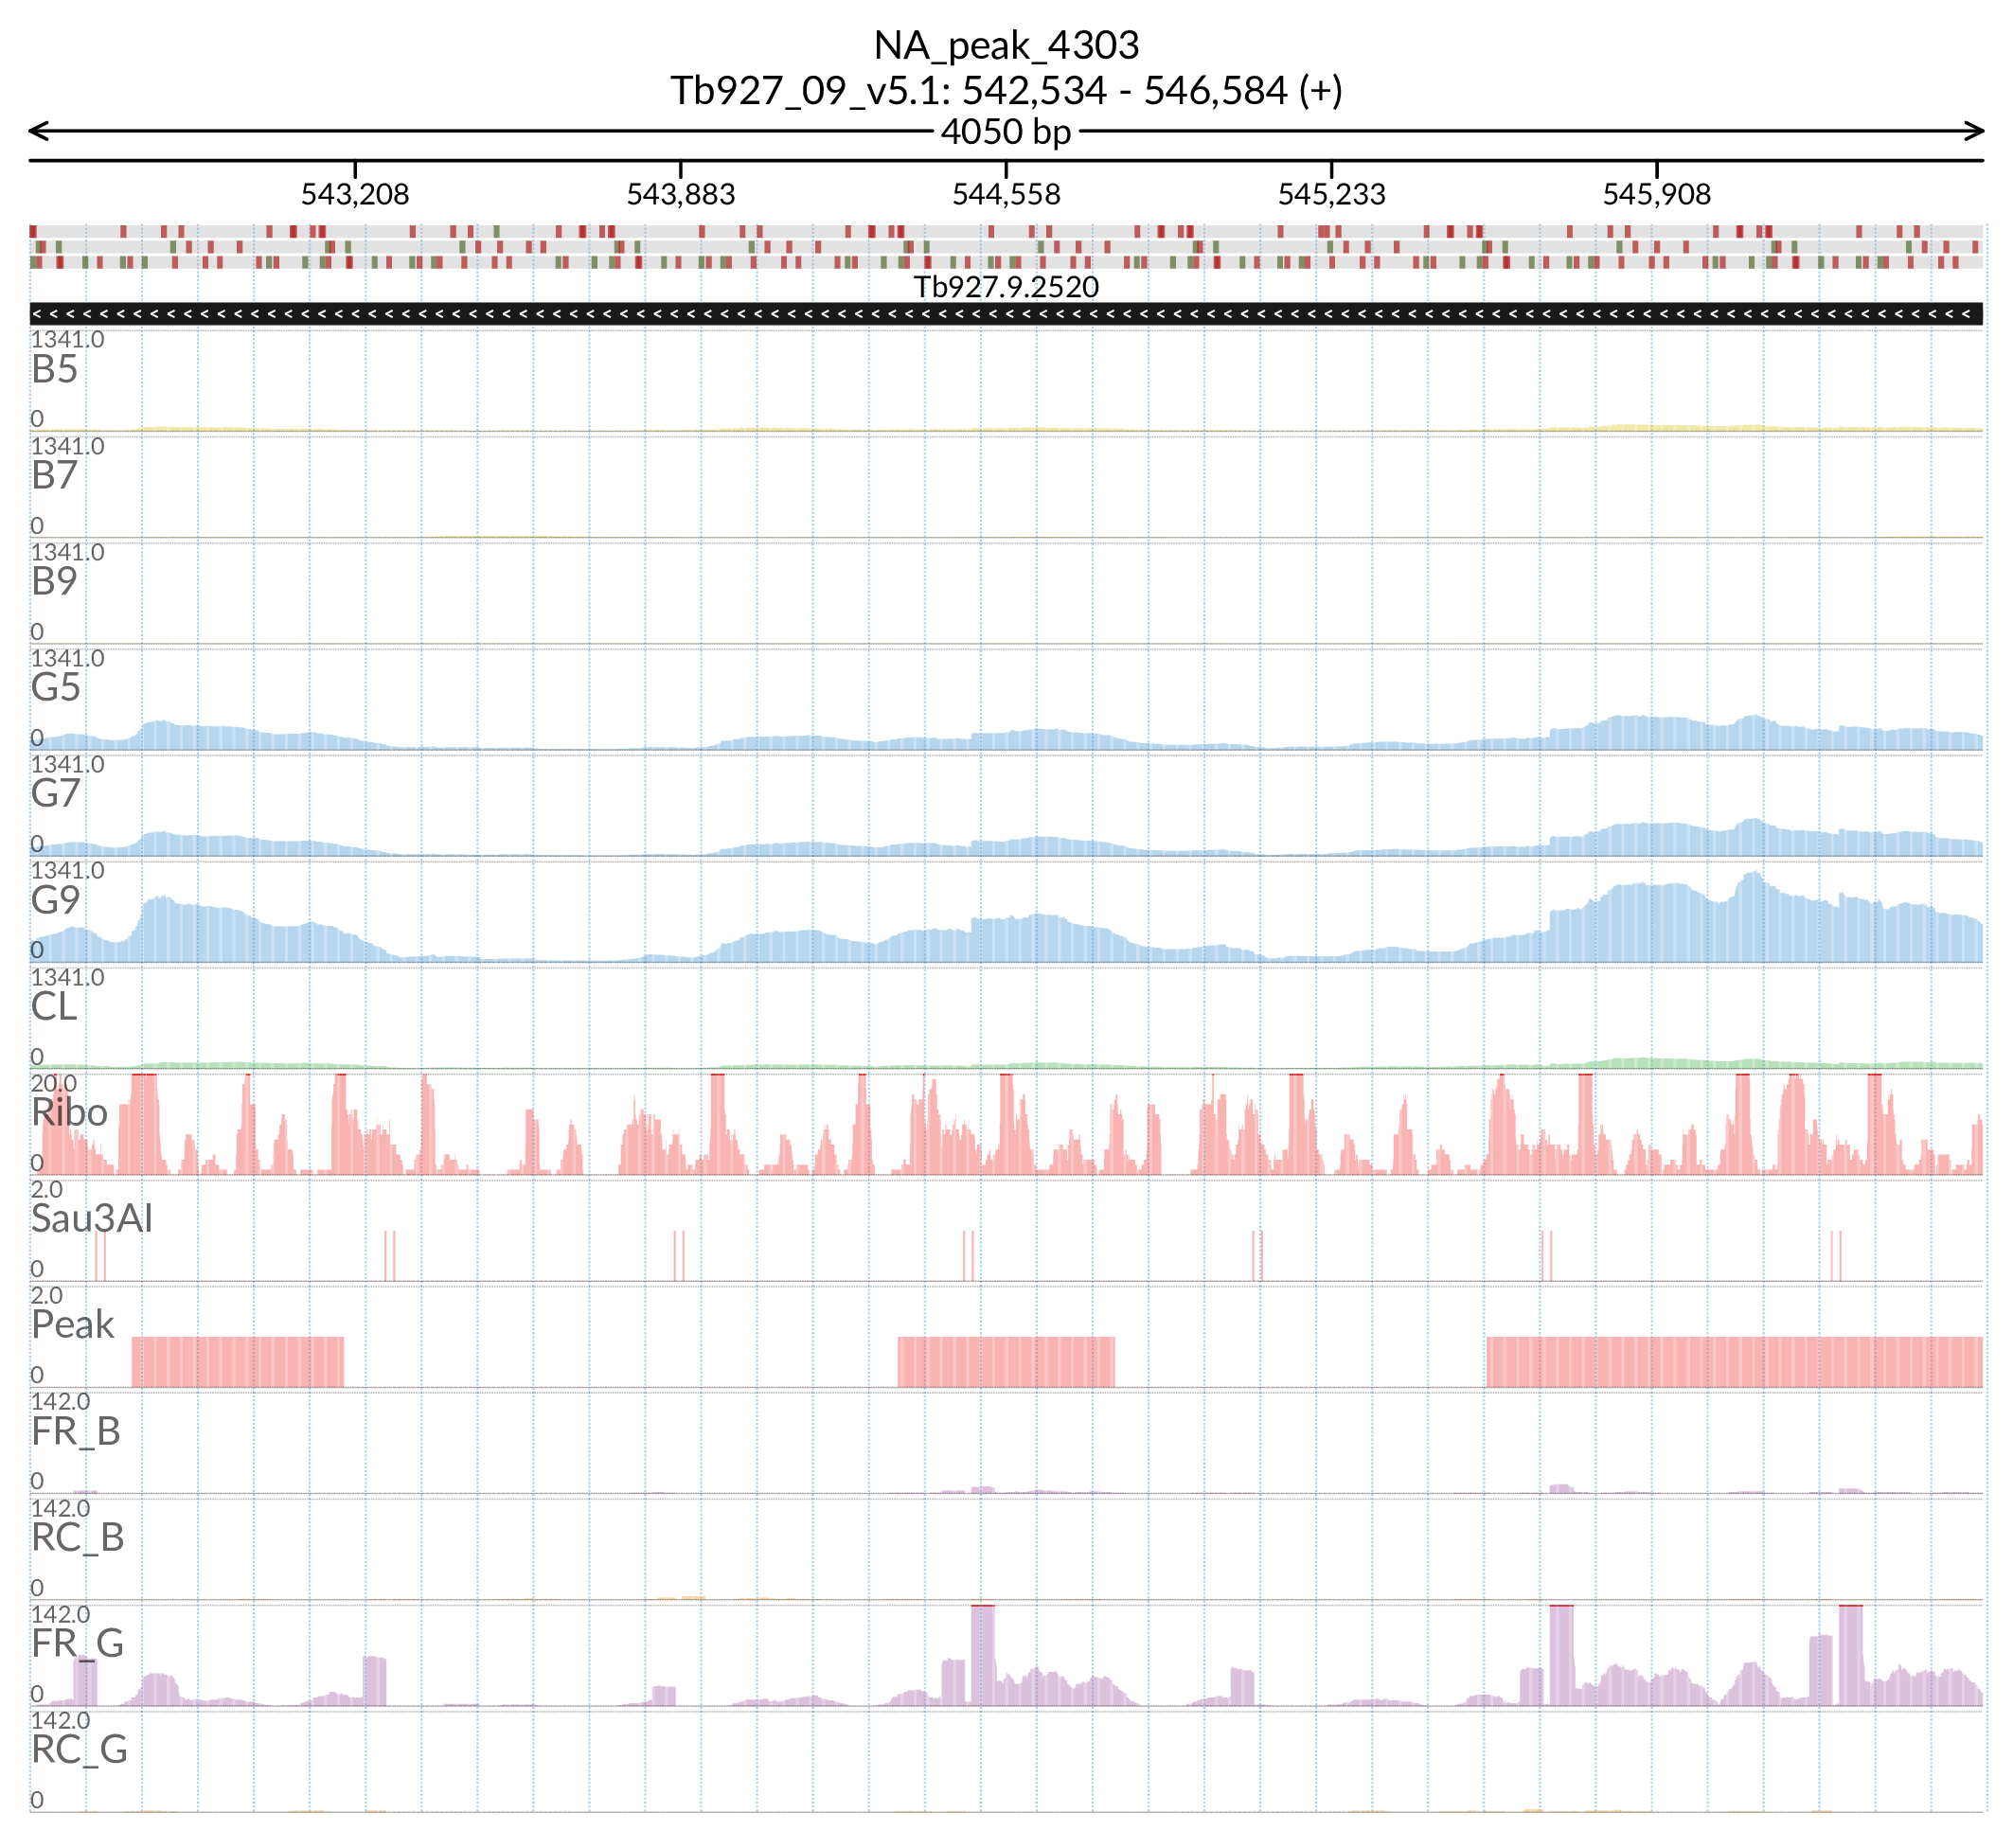 NA_peak_4303
Tb927_09_v5.1: 542,534 - 546,584 (+)
4050 bp
543,208 543,883 544,558 545,233 545,908
Tb927.9.2520
1341.0
B5
0
1341.0
B7
0
1341.0
B9
0
1341.0
G5
0
1341.0
G7
0
1341.0
G9
0
1341.0
CL
0
20.0
Ribo
0
2.0
Sau3AI
0
2.0
Peak
0
142.0
FR_B
0
142.0
RC_B
0
142.0
FR_G
0
142.0
RC_G
0